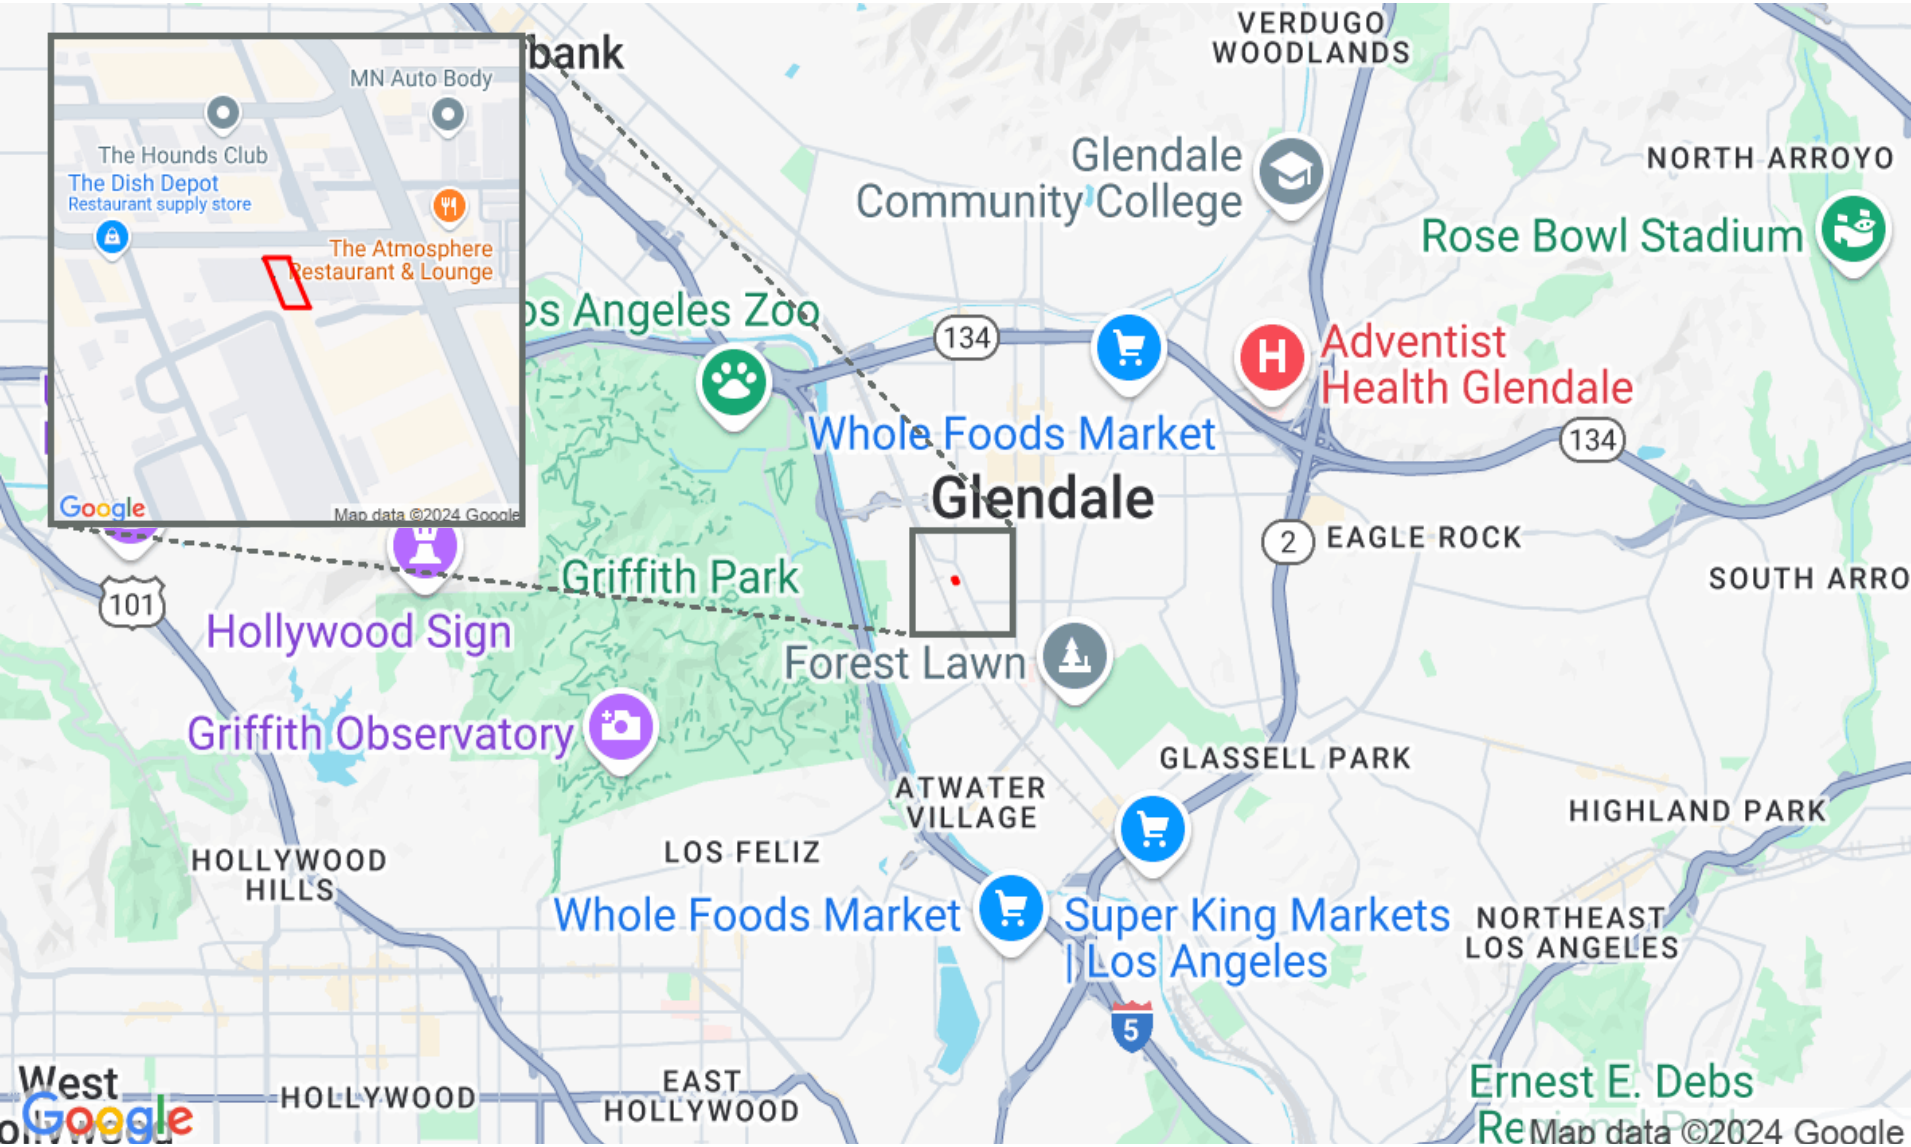 VERDUGO
WOODLANDS
bank
MN Auto Body
The Hounds Club
The Dish Depot
Restaurant supply store
The Atmosphere
Restaurant & Lounge
Google
Map data ©2024 Google
Glendale
Community College
NORTH ARROYO
Rose Bowl Stadium
os Angeles Zoo
134
Adventist
Health Glendale
H
Whole Foods Market
134
Glendale
2
EAGLE ROCK
Griffith Park
SOUTH ARRO
101
Hollywood Sign
Forest Lawn
Griffith Observatory
GLASSELL PARK
ATWATER
VILLAGE
HIGHLAND PARK
LOS FELIZ
HOLLYWOOD
HILLS
Whole Foods Market
Super King Markets
| Los Angeles
NORTHEAST
LOS ANGELES
5
West
HOLLYWOOD
EAST
HOLLYWOOD
Ernest E. Debs
Google
Map data ©2024 Google